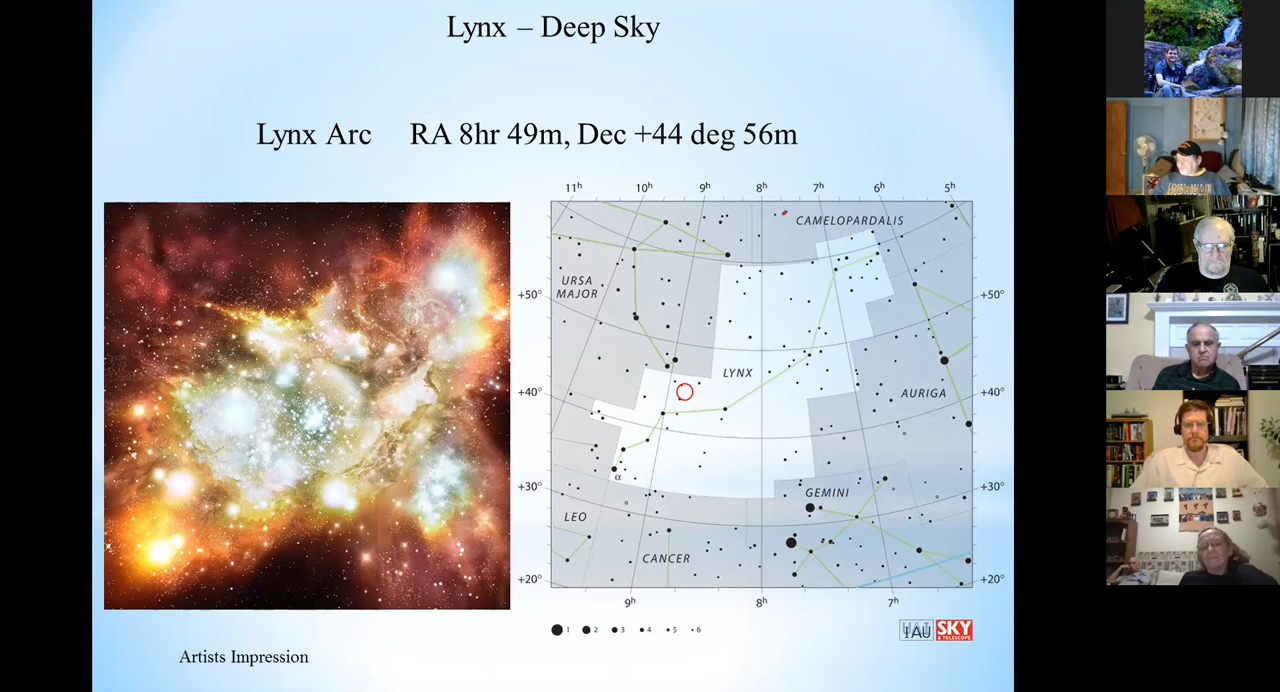 Lynx – Deep Sky
Lynx Arc RA 8hr 49m, Dec +44 deg 56m
11h 10h 9h 8h 7h 6h 5h
CAMELOPARDALIS
URSA
MAJOR
+50° +50°
LYNX
+40° +40°
AURIGA
α
+30° +30°
GEMINI
LEO
CANCER
+20° +20°
9h 8h 7h
1 2 3 4 5 6
IAU SKY
& TELESCOPE
Artists Impression